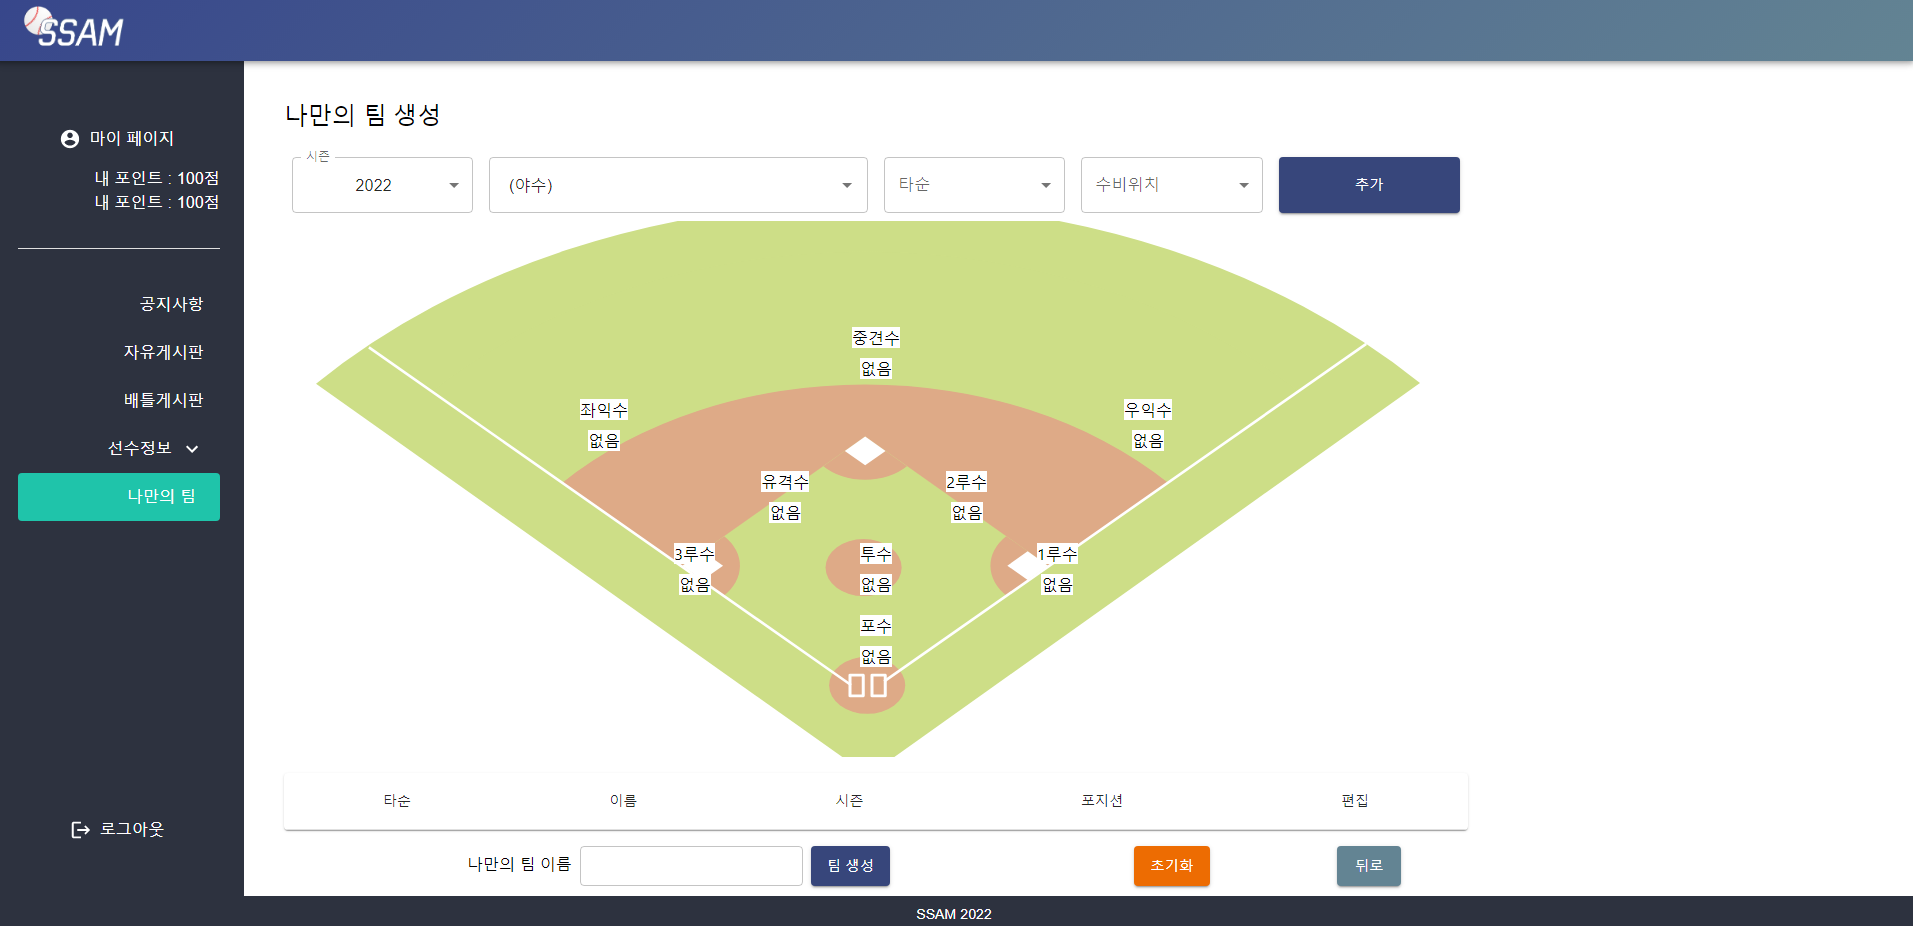 SSAM
마이 페이지
내 포인트 : 100점
내 포인트 : 100점
공지사항
자유게시판
배틀게시판
선수정보
나만의 팀
로그아웃
나만의 팀 생성
시즌
2022
(야수)
타순
수비위치
추가
중견수
없음
좌익수
없음
우익수
없음
유격수
없음
2루수
없음
3루수
없음
투수
없음
1루수
없음
포수
없음
타순 이름 시즌 포지션 편집
나만의 팀 이름
팀 생성
초기화
뒤로
SSAM 2022